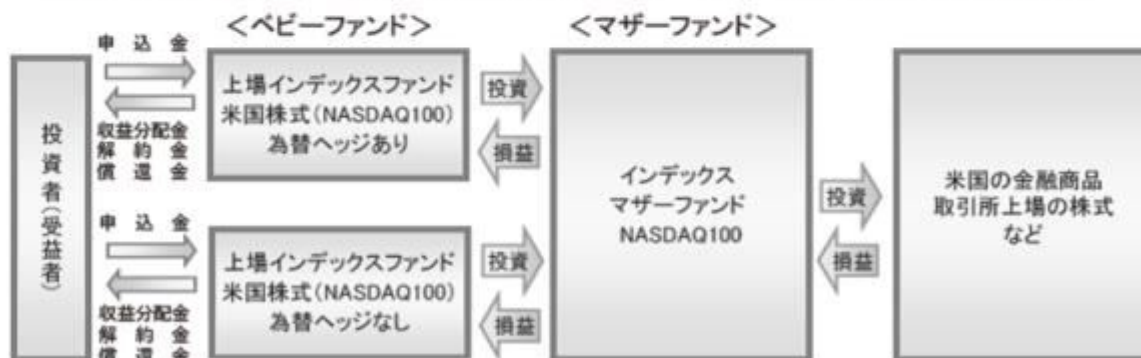 ＜ベビーファンド＞
＜マザーファンド＞
投資者（受益者）
申込金
収益分配金
解約金
償還金
上場インデックスファンド
米国株式（NASDAQ100）
為替ヘッジあり
投資
損益
申込金
収益分配金
解約金
償還金
上場インデックスファンド
米国株式（NASDAQ100）
為替ヘッジなし
投資
損益
インデックス
マザーファンド
NASDAQ100
投資
損益
米国の金融商品
取引所上場の株式
など